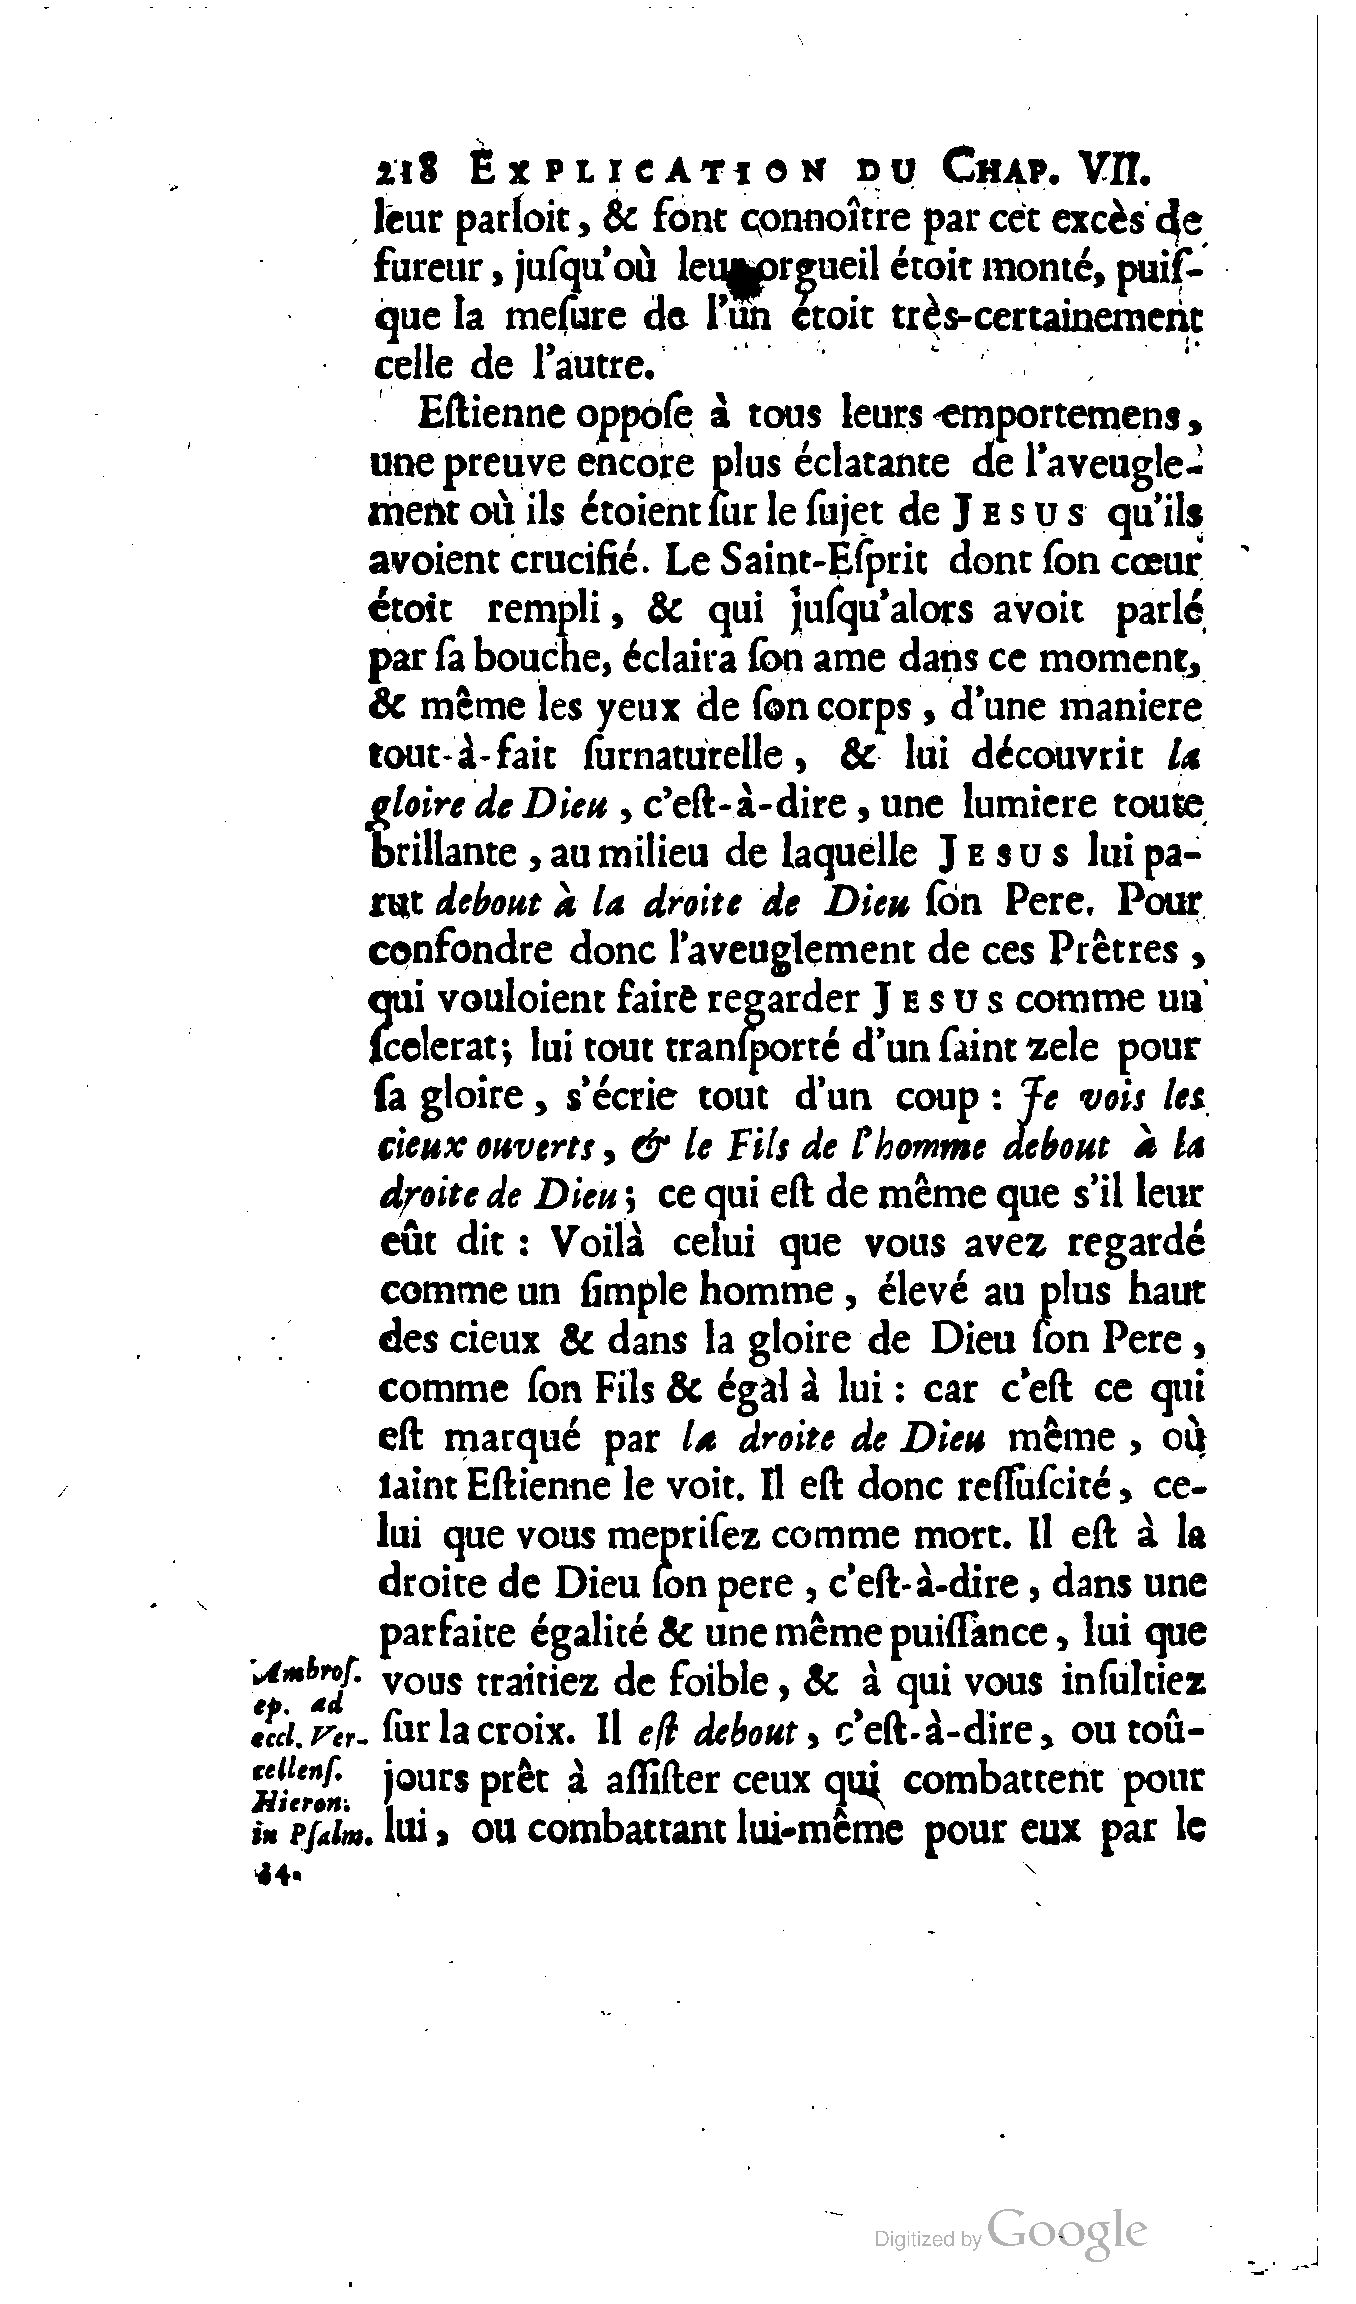 218 EXPLICATION DU CHAP. VII.
leur parloit, & font connoître par cet excès de
fureur, juſqu'où leur orgueil étoit monté, puiſ-
que la meſure de l'un étoit très-certainement
celle de l'autre.
Eſtienne oppoſe à tous leurs emportemens,
une preuve encore plus éclatante de l'aveugle-
ment où ils étoient ſur le ſujet de JESUS qu'ils
avoient crucifié. Le Saint-Eſprit dont ſon cœur
étoit rempli, & qui juſqu'alors avoit parlé
par ſa bouche, éclaira ſon ame dans ce moment,
& même les yeux de ſon corps, d'une maniere
tout-à-fait ſurnaturelle, & lui découvrit la
gloire de Dieu, c'eſt-à-dire, une lumiere toute
brillante, au milieu de laquelle JESUS lui pa-
rut debout à la droite de Dieu ſon Pere. Pour
confondre donc l'aveuglement de ces Prêtres,
qui vouloient faire regarder JESUS comme un
ſcelerat; lui tout tranſporté d'un ſaint zele pour
ſa gloire, s'écrie tout d'un coup : Je vois les
cieux ouverts, & le Fils de l'homme debout à la
droite de Dieu; ce qui eſt de même que s'il leur
eût dit : Voilà celui que vous avez regardé
comme un ſimple homme, élevé au plus haut
des cieux & dans la gloire de Dieu ſon Pere,
comme ſon Fils & égal à lui : car c'eſt ce qui
eſt marqué par la droite de Dieu même, où
ſaint Eſtienne le voit. Il eſt donc reſſuſcité, ce-
lui que vous mepriſez comme mort. Il eſt à la
droite de Dieu ſon pere, c'eſt-à-dire, dans une
parfaite égalité & une même puiſſance, lui que
vous traitiez de foible, & à qui vous inſultiez
ſur la croix. Il eſt debout, c'eſt-à-dire, ou toû-
jours prêt à aſſiſter ceux qui combattent pour
lui, ou combattant lui-même pour eux par le
Ambroſ.
ep. ad
eccl. Ver-
cellenſ.
Hieron.
in Pſalm.
84.
Digitized by Google